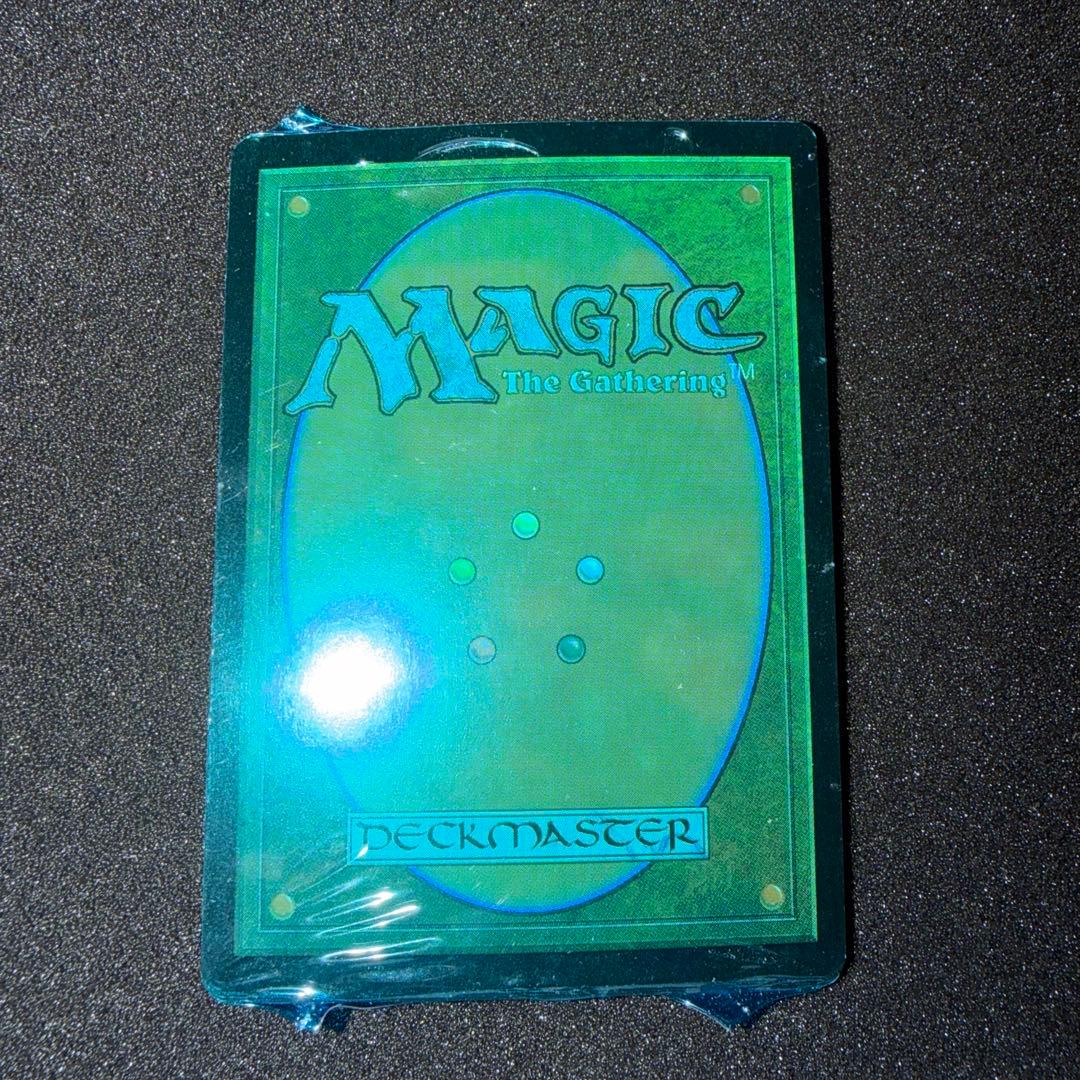 MAGIC
The Gathering™
DECKMASTER